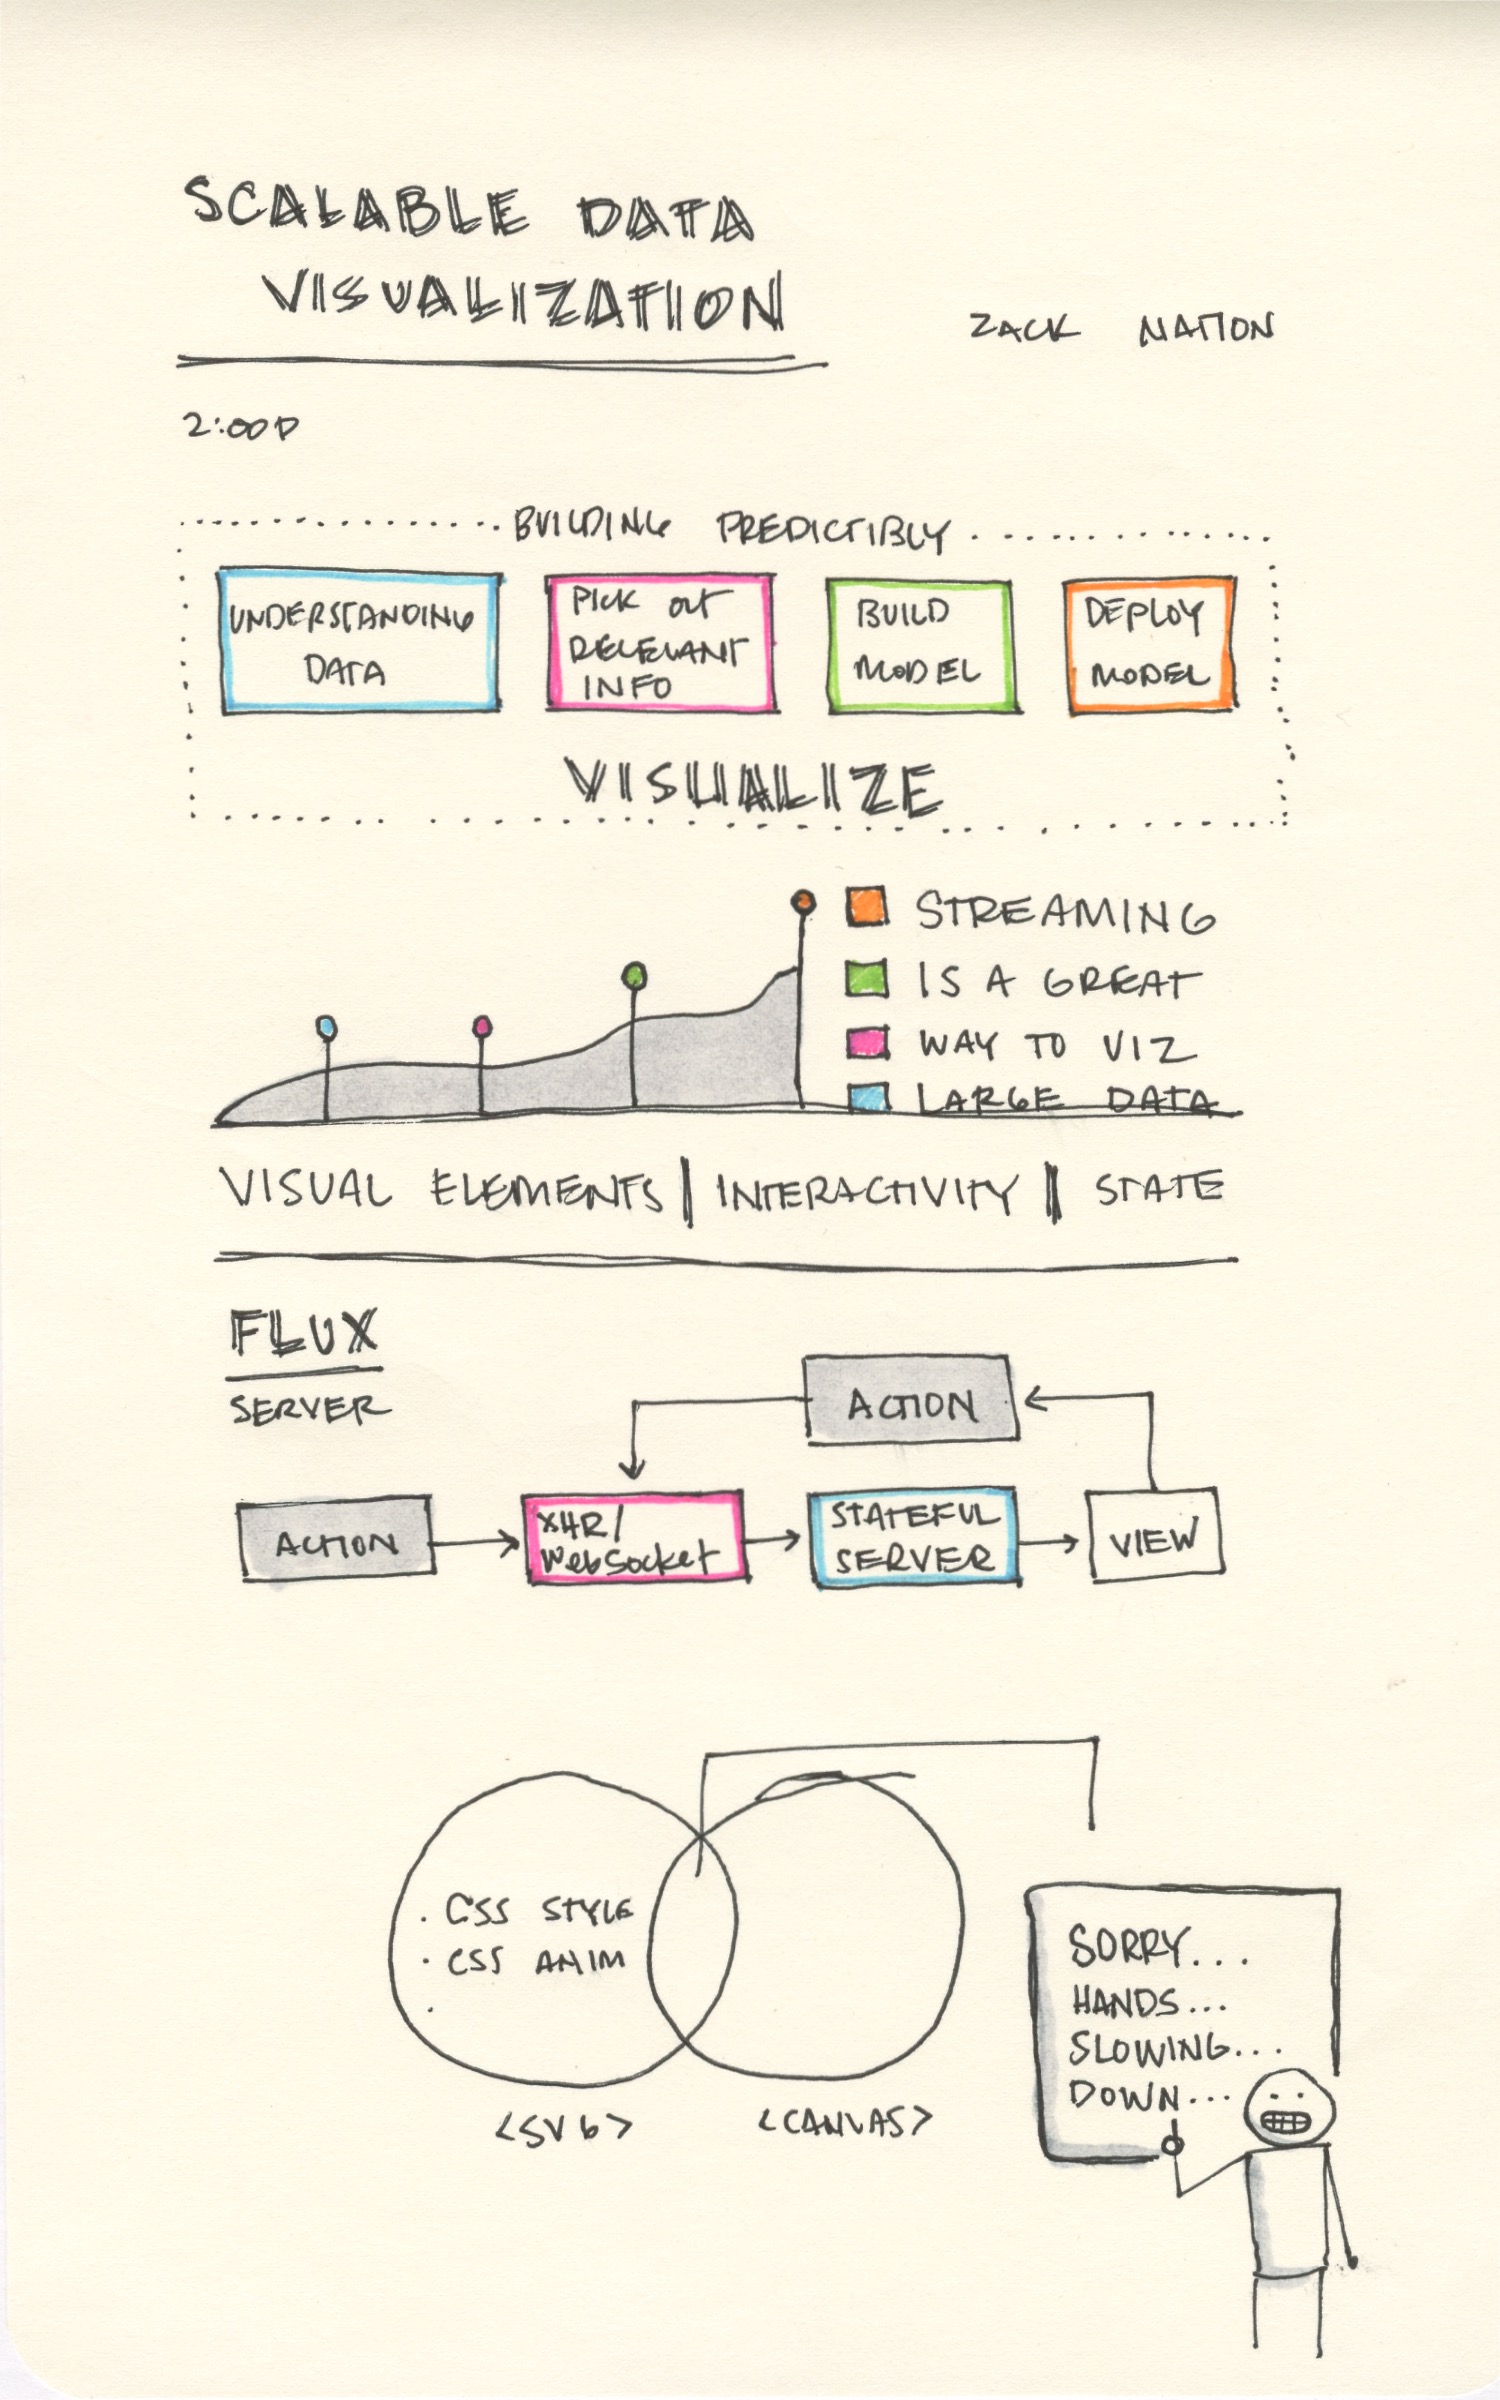 SCALABLE DATA
VISUALIZATION
ZACK NATION
2:00P
BUILDING PREDICTIBLY
UNDERSTANDING
DATA
PICK OUT
RELEVANT
INFO
BUILD
MODEL
DEPLOY
MODEL
VISUALIZE
STREAMING
IS A GREAT
WAY TO VIZ
LARGE DATA
VISUAL ELEMENTS | INTERACTIVITY | STATE
FLUX
SERVER
ACTION
ACTION
XHR/
WebSocket
STATEFUL
SERVER
VIEW
. CSS STYLE
. CSS ANIM
.
<SVG>
<CANVAS>
SORRY...
HANDS...
SLOWING...
DOWN...